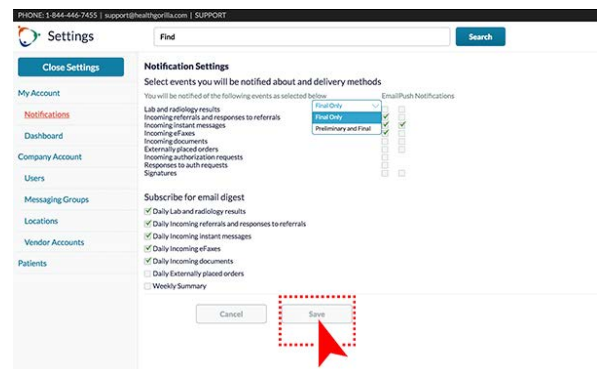 PHONE: 1-844-446-7455 | support@healthgorilla.com | SUPPORT
Settings
Find
Search
Close Settings
My Account
Notifications
Dashboard
Company Account
Users
Messaging Groups
Locations
Vendor Accounts
Patients
Notification Settings
Select events you will be notified about and delivery methods
You will be notified of the following events as selected below
Email Push Notifications
Lab and radiology results
Final Only
Incoming referrals and responses to referrals
Final Only
Incoming instant messages
Preliminary and Final
Incoming eFaxes
Incoming documents
Externally placed orders
Incoming authorization requests
Responses to auth requests
Signatures
Subscribe for email digest
Daily Lab and radiology results
Daily Incoming referrals and responses to referrals
Daily Incoming instant messages
Daily Incoming eFaxes
Daily Incoming documents
Daily Externally placed orders
Weekly Summary
Cancel
Save